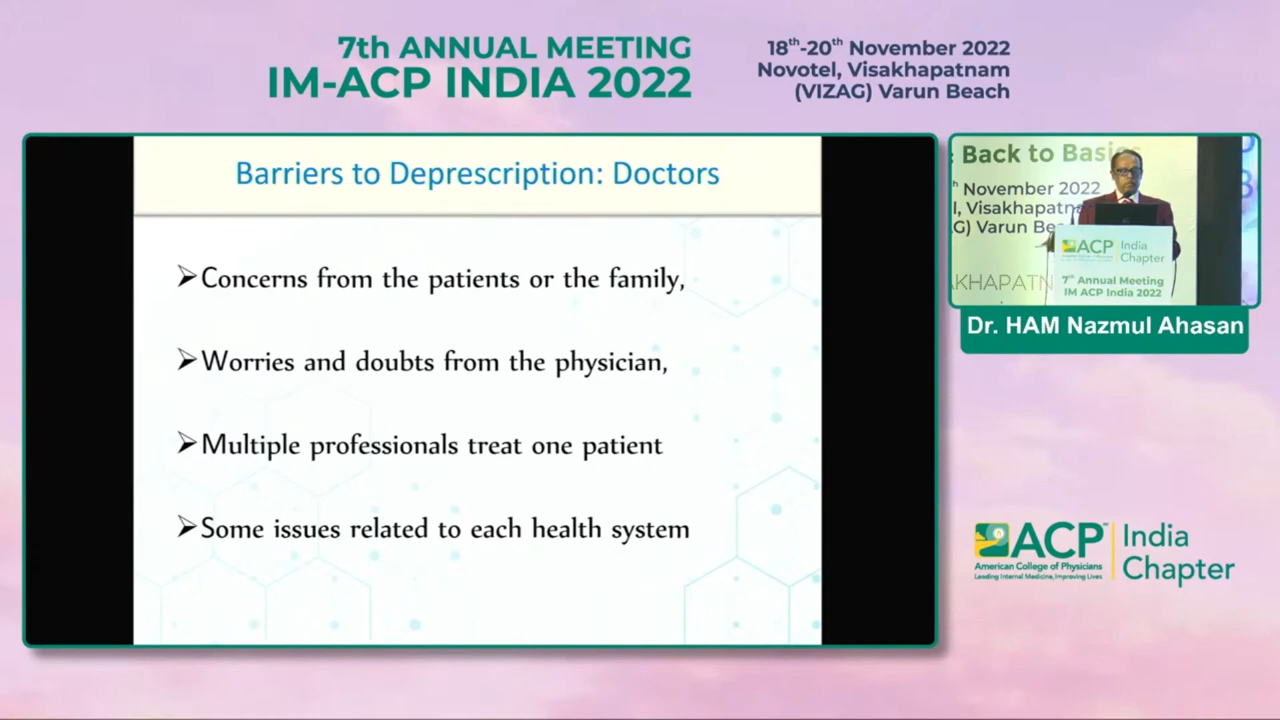 7th ANNUAL MEETING
IM-ACP INDIA 2022
18th-20th November 2022
Novotel, Visakhapatnam
(VIZAG) Varun Beach
Barriers to Deprescription: Doctors
➢Concerns from the patients or the family,
➢Worries and doubts from the physician,
➢Multiple professionals treat one patient
➢Some issues related to each health system
: Back to Basics
h November 2022
l, Visakhapatna
G) Varun Be
AKHAPATN
ACP India
Chapter
7th Annual Meeting
IM ACP India 2022
Dr. HAM Nazmul Ahasan
ACP™
American College of Physicians
Leading Internal Medicine, Improving Lives
India
Chapter